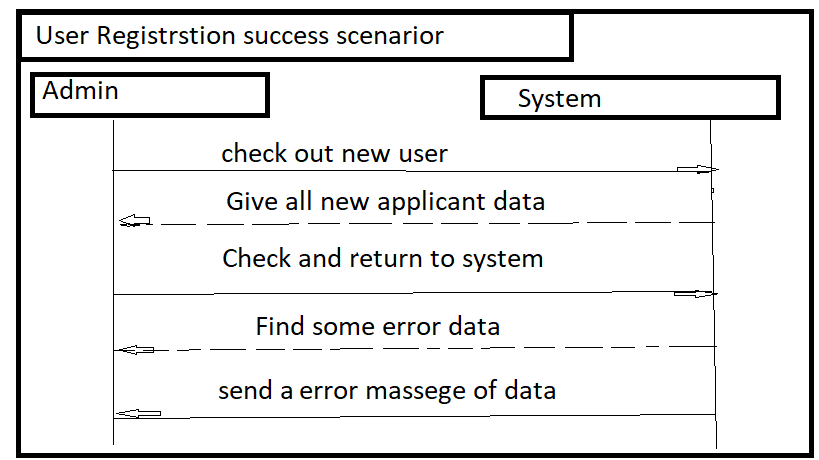 User Registrstion success scenarior
Admin
System
check out new user
Give all new applicant data
Check and return to system
Find some error data
send a error massege of data